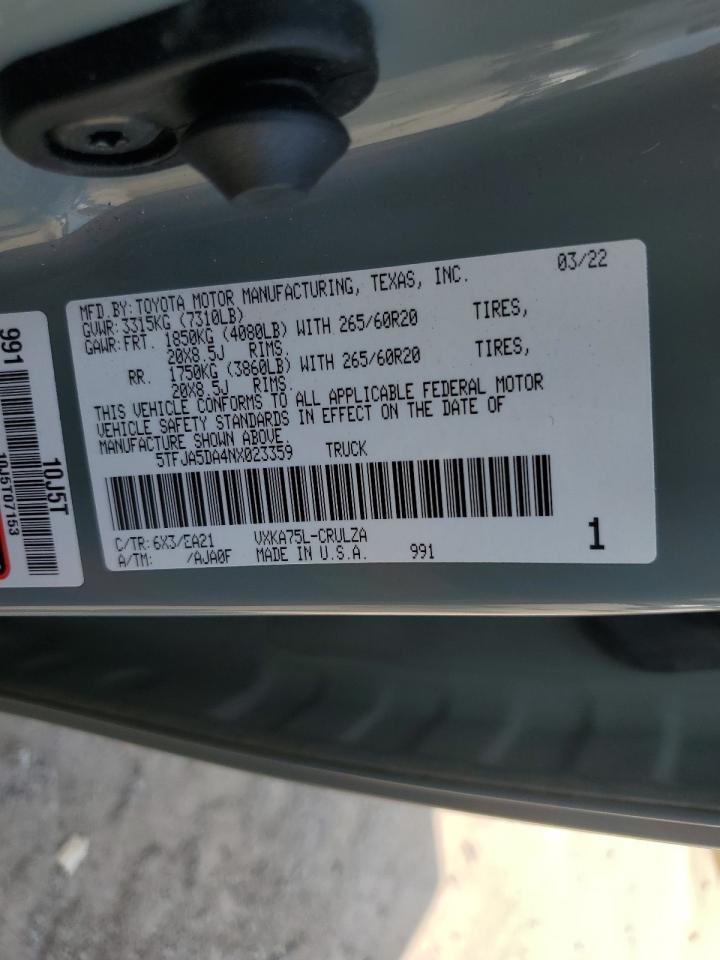 03/22
MFD.BY: TOYOTA MOTOR MANUFACTURING, TEXAS, INC.
GVWR: 3315KG (7310LB)
GAWR: FRT. 1850KG (4080LB) WITH 265/60R20 TIRES,
20X8.5J RIMS.
RR. 1750KG (3860LB) WITH 265/60R20 TIRES,
20X8.5J RIMS.
THIS VEHICLE CONFORMS TO ALL APPLICABLE FEDERAL MOTOR
VEHICLE SAFETY STANDARDS IN EFFECT ON THE DATE OF
MANUFACTURE SHOWN ABOVE.
5TFJA5DA4NX023359 TRUCK
C/TR: 6X3/EA21 VXKA75L-CRULZA
A/TM: /AJA0F MADE IN U.S.A. 991
1
991
10J5T07153
10J5T